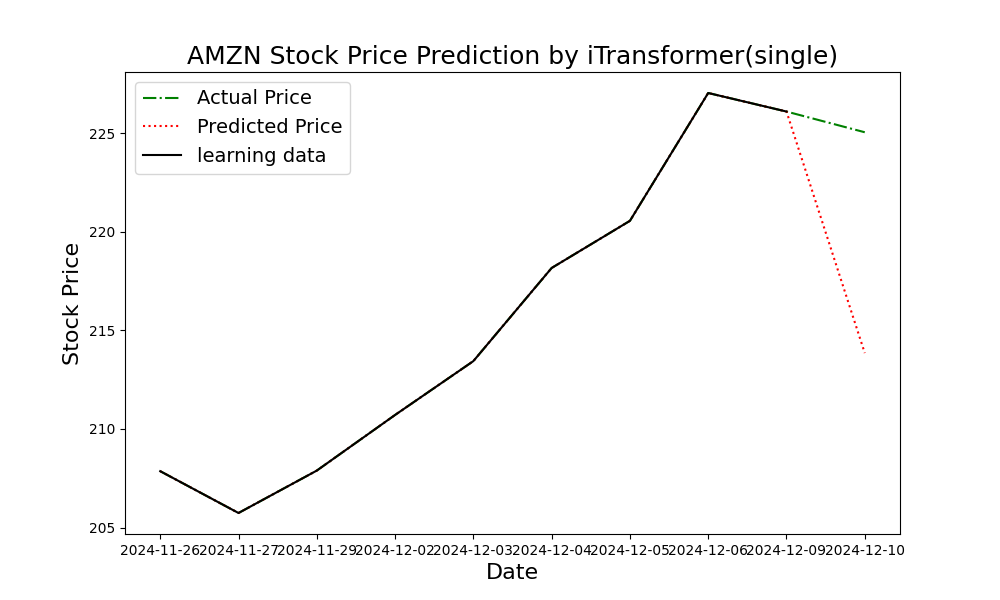 AMZN Stock Price Prediction by iTransformer(single)
Actual Price
Predicted Price
learning data
225
220
215
210
205
Stock Price
2024-11-26 2024-11-27 2024-11-29 2024-12-02 2024-12-03 2024-12-04 2024-12-05 2024-12-06 2024-12-09 2024-12-10
Date